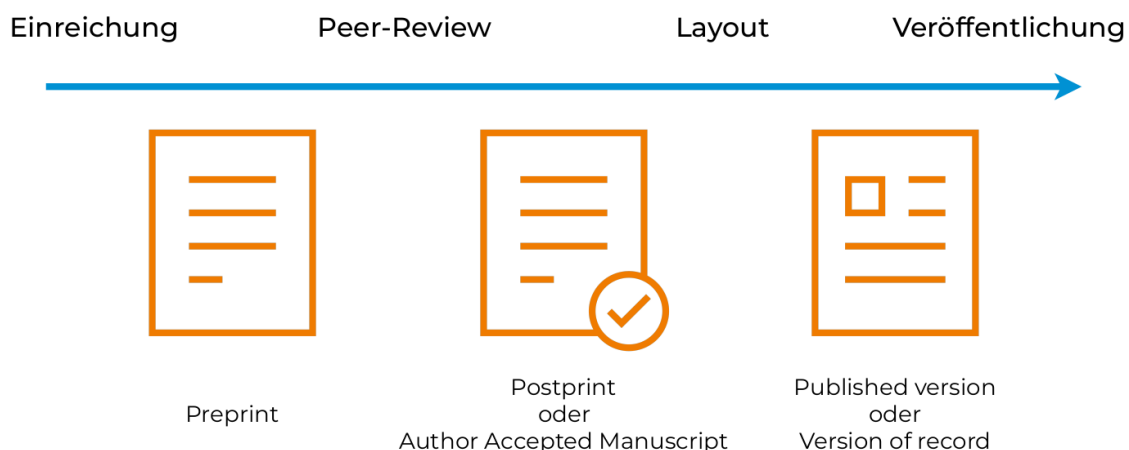 Einreichung Peer-Review Layout Veröffentlichung
Preprint
Postprint
oder
Author Accepted Manuscript
Published version
oder
Version of record